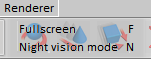 Renderer
Fullscreen F
Night vision mode N